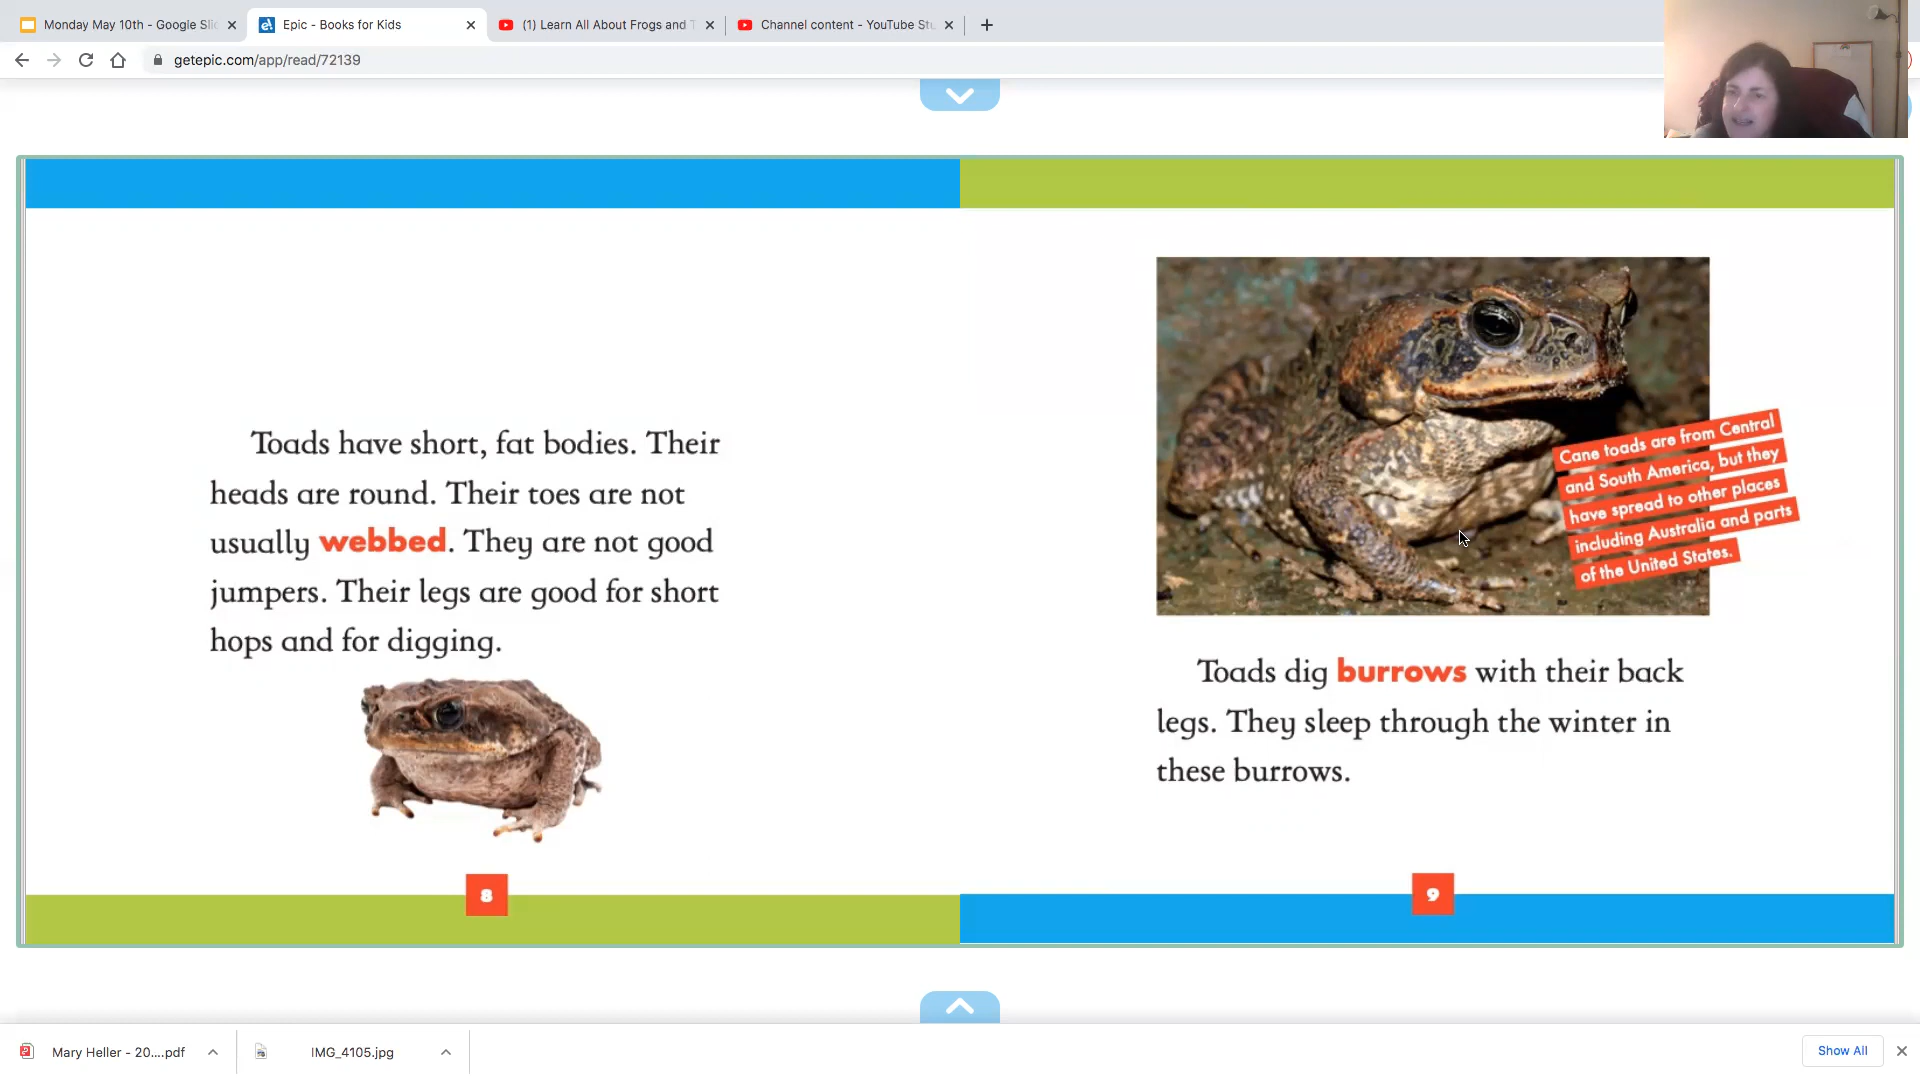 Monday May 10th - Google Slid
Epic - Books for Kids
(1) Learn All About Frogs and T
Channel content - YouTube Stu
getepic.com/app/read/72139
Toads have short, fat bodies. Their
heads are round. Their toes are not
usually webbed. They are not good
jumpers. Their legs are good for short
hops and for digging.
8
Cane toads are from Central
and South America, but they
have spread to other places
including Australia and parts
of the United States.
Toads dig burrows with their back
legs. They sleep through the winter in
these burrows.
9
Mary Heller - 20....pdf
IMG_4105.jpg
Show All